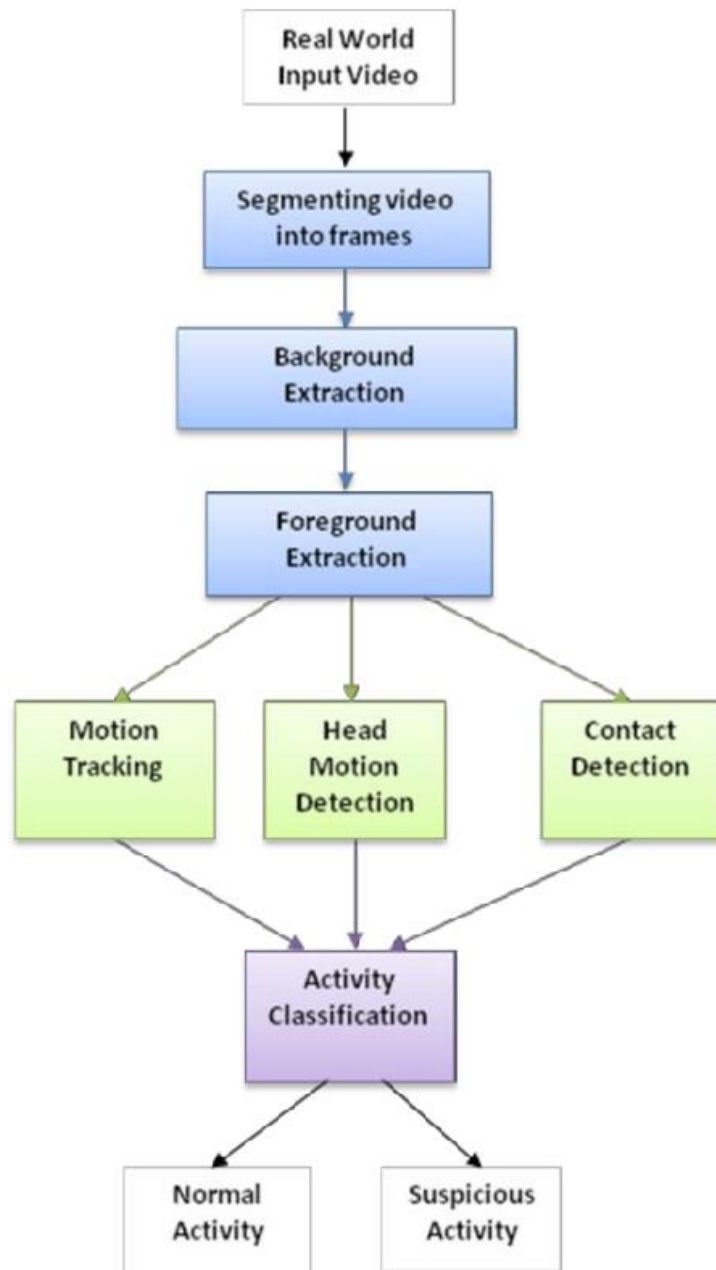 Real World
Input Video
Segmenting video
into frames
Background
Extraction
Foreground
Extraction
Motion
Tracking
Head
Motion
Detection
Contact
Detection
Activity
Classification
Normal
Activity
Suspicious
Activity